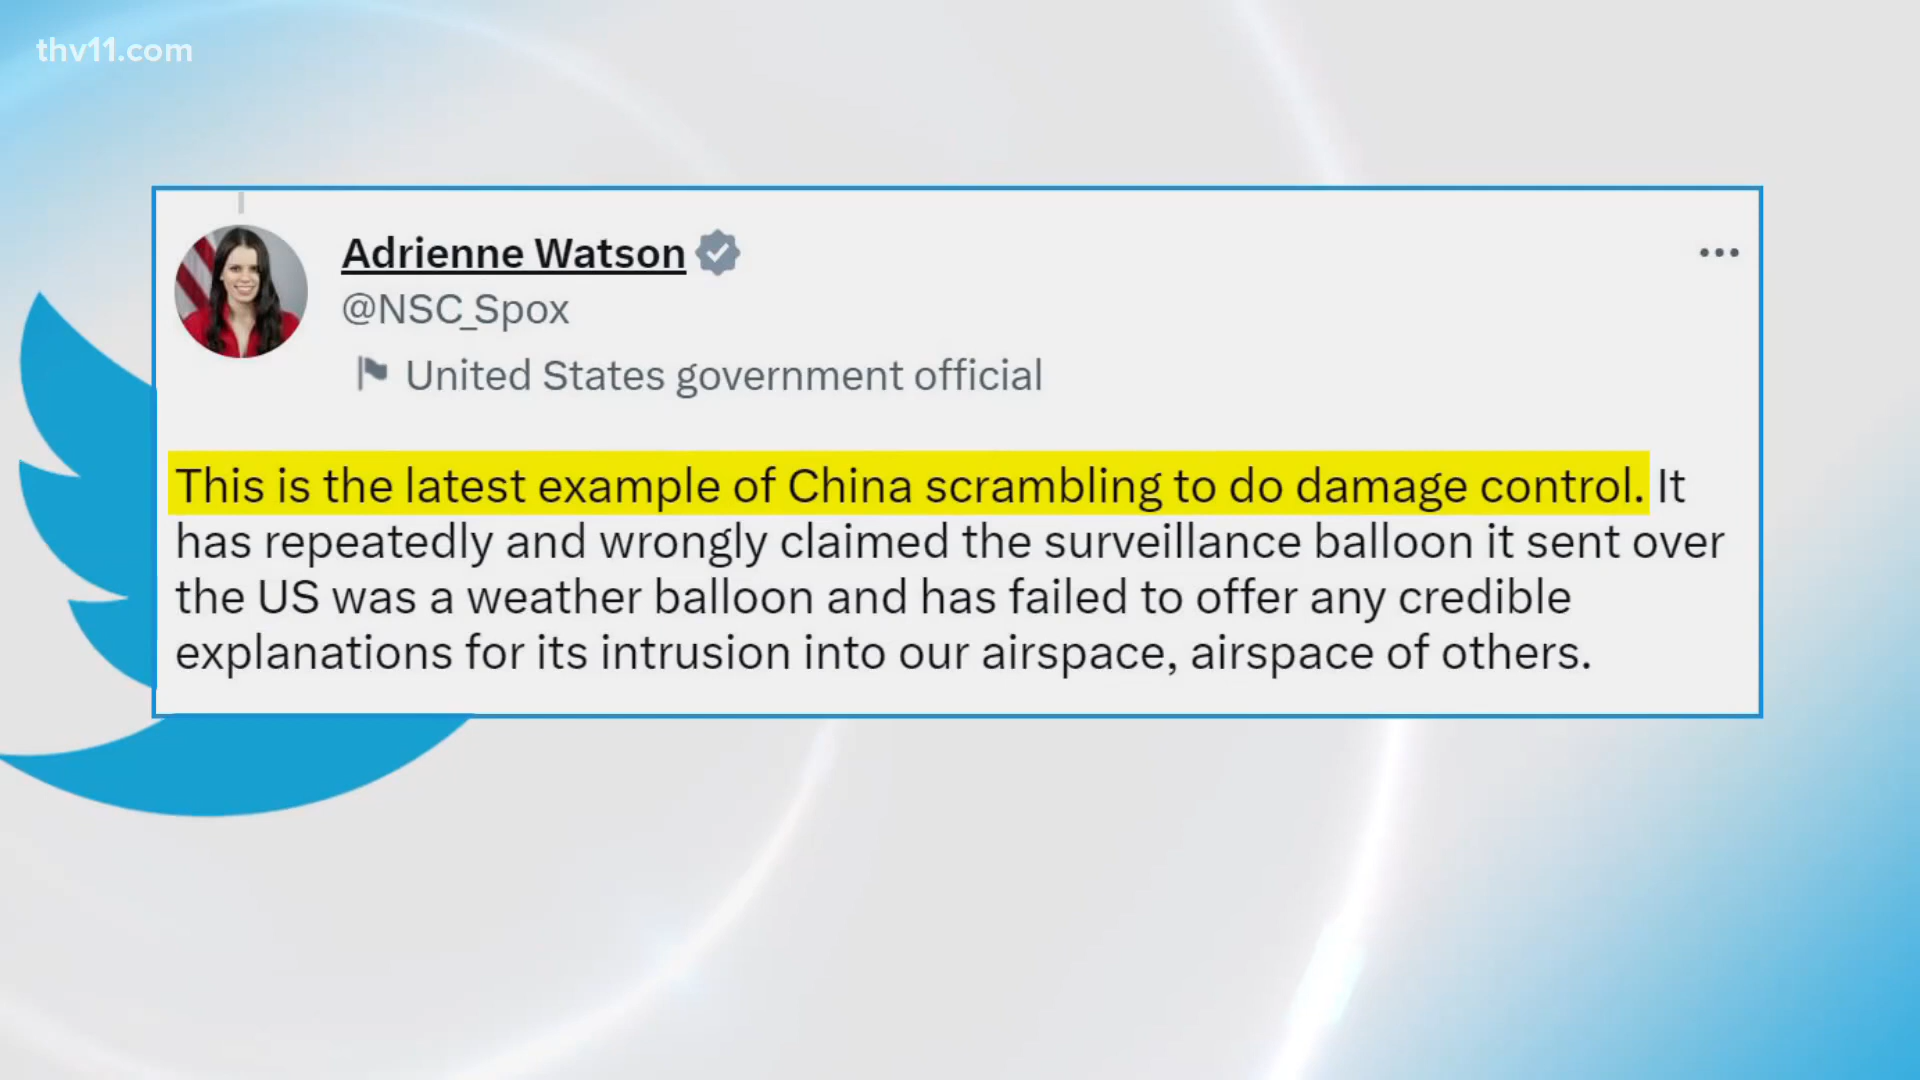 thv11.com
Adrienne Watson
@NSC_Spox
United States government official
This is the latest example of China scrambling to do damage control. It
has repeatedly and wrongly claimed the surveillance balloon it sent over
the US was a weather balloon and has failed to offer any credible
explanations for its intrusion into our airspace, airspace of others.